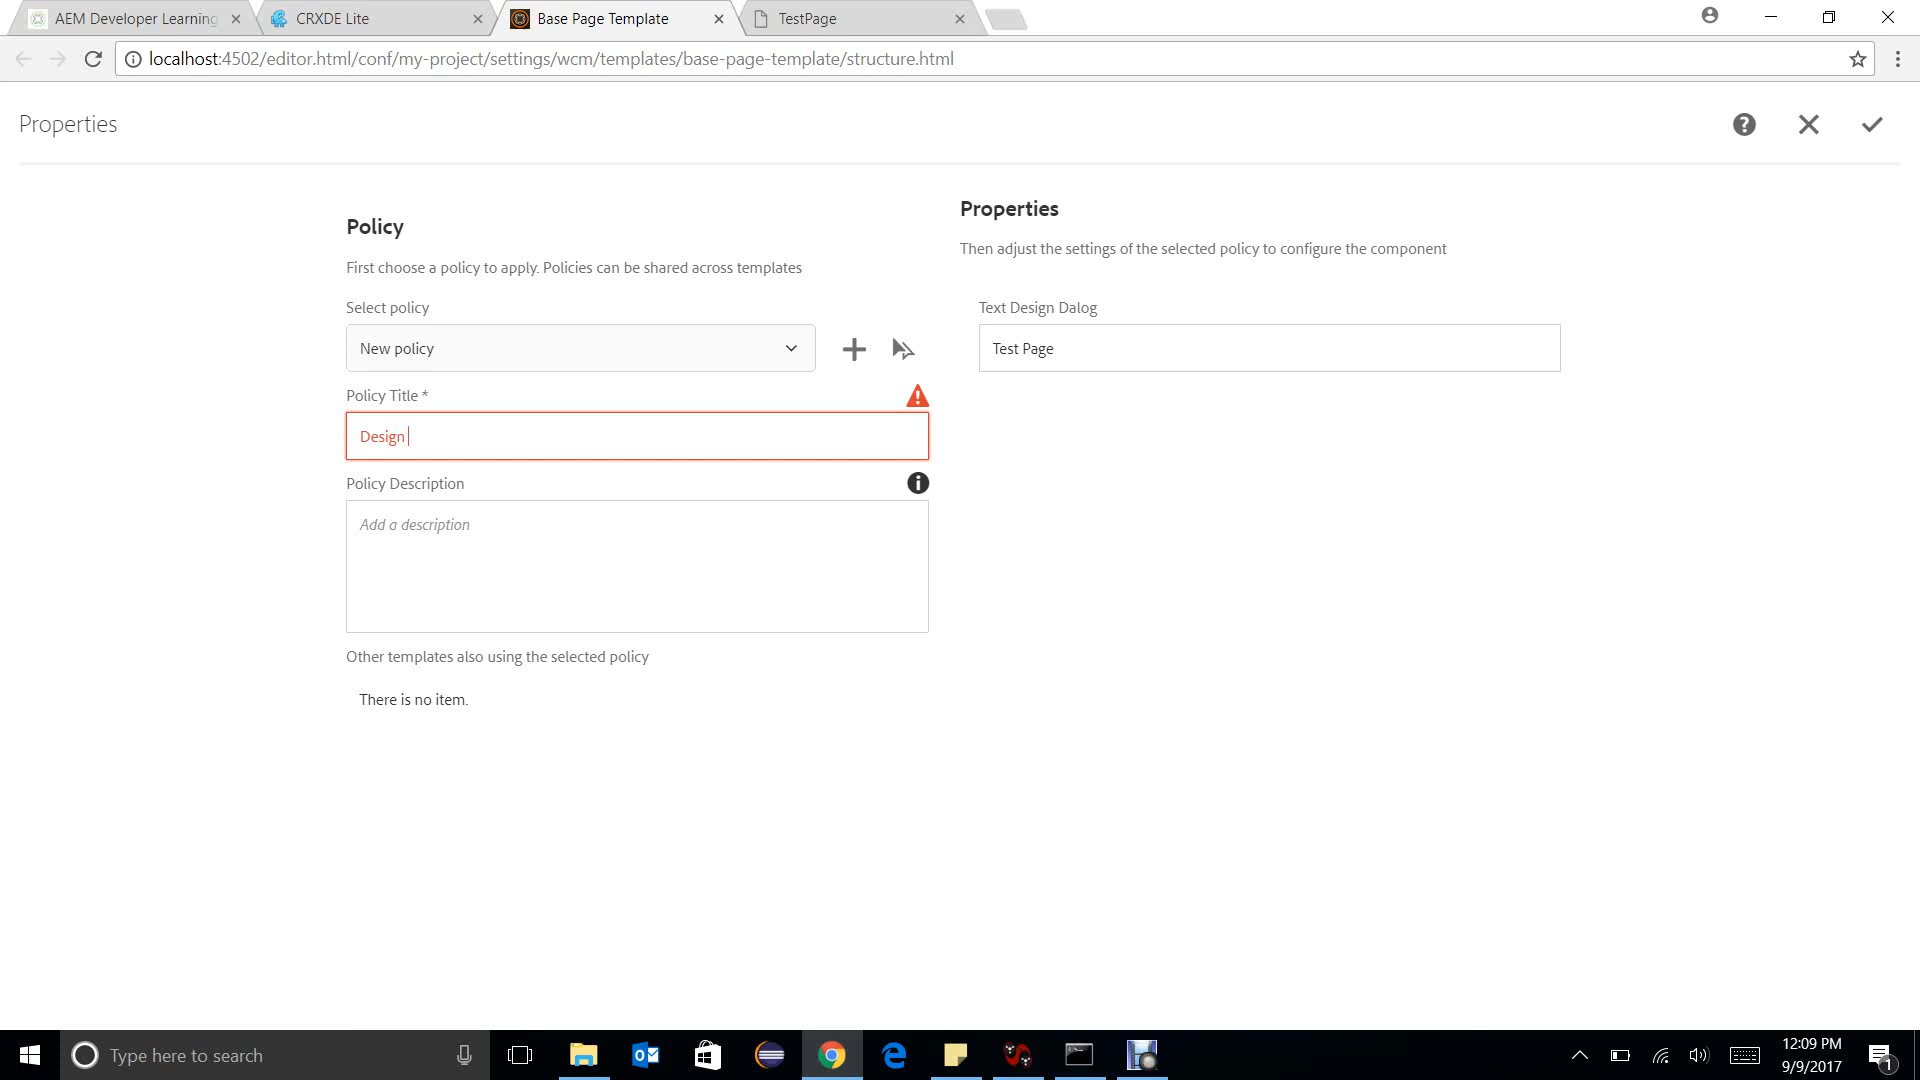 AEM Developer Learning
CRXDE Lite
Base Page Template
TestPage
localhost:4502/editor.html/conf/my-project/settings/wcm/templates/base-page-template/structure.html
Properties
Policy
First choose a policy to apply. Policies can be shared across templates
Select policy
New policy
Policy Title *
Design
Policy Description
Add a description
Other templates also using the selected policy
There is no item.
Properties
Then adjust the settings of the selected policy to configure the component
Text Design Dalog
Test Page
Type here to search
12:09 PM
9/9/2017
1